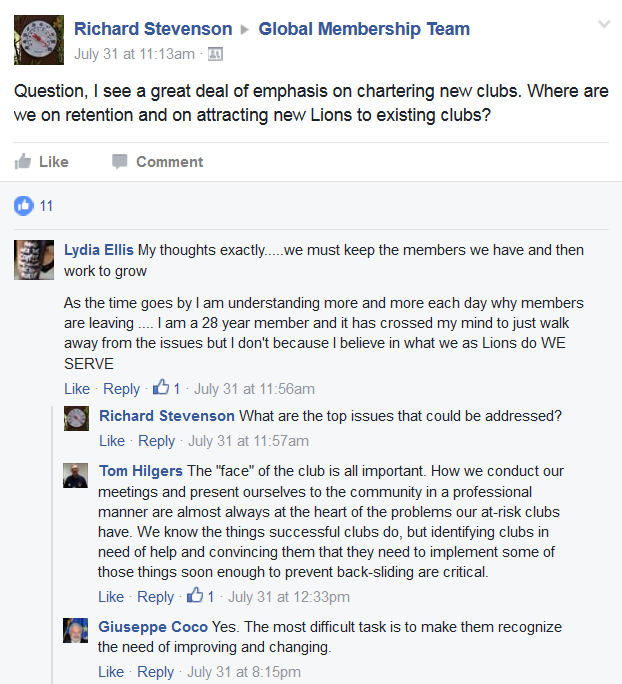 Richard Stevenson ▸ Global Membership Team
July 31 at 11:13am ·
Question, I see a great deal of emphasis on chartering new clubs. Where are
we on retention and on attracting new Lions to existing clubs?
Like Comment
11
Lydia Ellis My thoughts exactly.....we must keep the members we have and then
work to grow
As the time goes by I am understanding more and more each day why members
are leaving .... I am a 28 year member and it has crossed my mind to just walk
away from the issues but I don't because I believe in what we as Lions do WE
SERVE
Like · Reply · 1 · July 31 at 11:56am
Richard Stevenson What are the top issues that could be addressed?
Like · Reply · July 31 at 11:57am
Tom Hilgers The "face" of the club is all important. How we conduct our
meetings and present ourselves to the community in a professional
manner are almost always at the heart of the problems our at-risk clubs
have. We know the things successful clubs do, but identifying clubs in
need of help and convincing them that they need to implement some of
those things soon enough to prevent back-sliding are critical.
Like · Reply · 1 · July 31 at 12:33pm
Giuseppe Coco Yes. The most difficult task is to make them recognize
the need of improving and changing.
Like · Reply · July 31 at 8:15pm